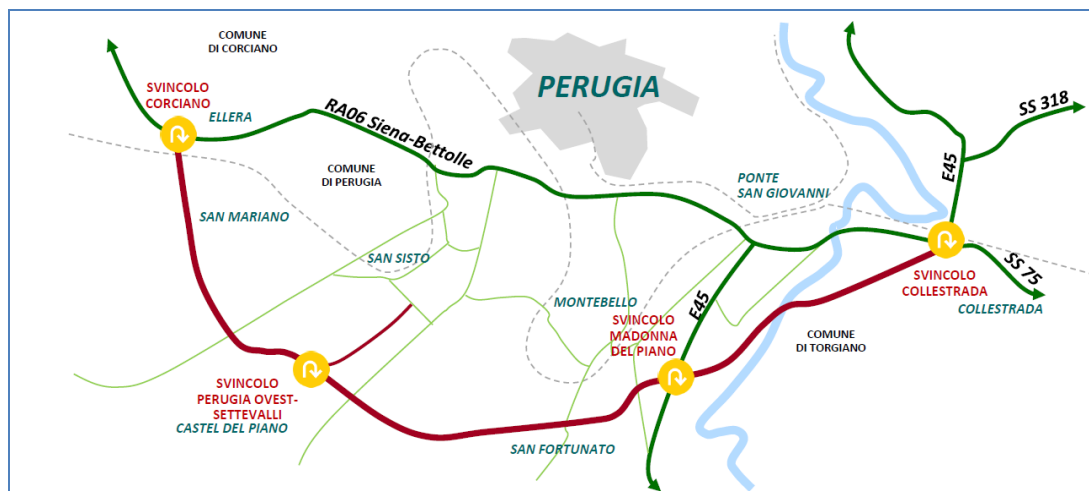 COMUNE
DI CORCIANO
SVINCOLO
CORCIANO
ELLERA
RA06 Siena-Bettolle
PERUGIA
SS 318
E45
COMUNE
DI PERUGIA
PONTE
SAN GIOVANNI
SAN MARIANO
SAN SISTO
SS 75
SVINCOLO
COLLESTRADA
COLLESTRADA
MONTEBELLO
E45
SVINCOLO
MADONNA
DEL PIANO
COMUNE
DI TORGIANO
SVINCOLO
PERUGIA OVEST-
SETTEVALLI
CASTEL DEL PIANO
SAN FORTUNATO